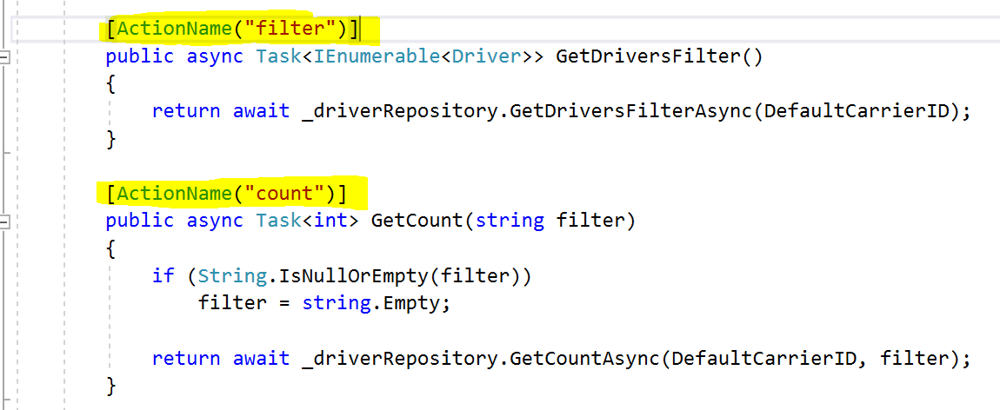 [ActionName("filter")]
public async Task<IEnumerable<Driver>> GetDriversFilter()
{
return await _driverRepository.GetDriversFilterAsync(DefaultCarrierID);
}
[ActionName("count")]
public async Task<int> GetCount(string filter)
{
if (String.IsNullOrEmpty(filter))
filter = string.Empty;
return await _driverRepository.GetCountAsync(DefaultCarrierID, filter);
}